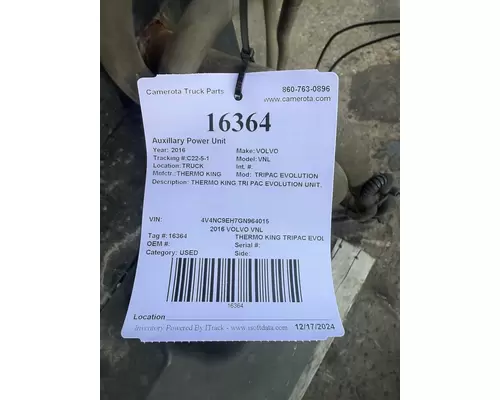 Camerota Truck Parts 860-763-0896
www.camerota.com
16364
Auxillary Power Unit
Year: 2016 Make: VOLVO
Tracking #: C22-5-1 Model: VNL
Location: TRUCK Int. #:
Mnfctr.: THERMO KING Mod: TRIPAC EVOLUTION
Description: THERMO KING TRI PAC EVOLUTION UNIT.
VIN: 4V4NC9EH7GN964015
2016 VOLVO VNL
Tag #: 16364 THERMO KING TRIPAC EVOL
OEM #: Serial #:
Category: USED Side:
16364
Location
Inventory Powered By ITrack - www.isoftdata.com 12/17/2024